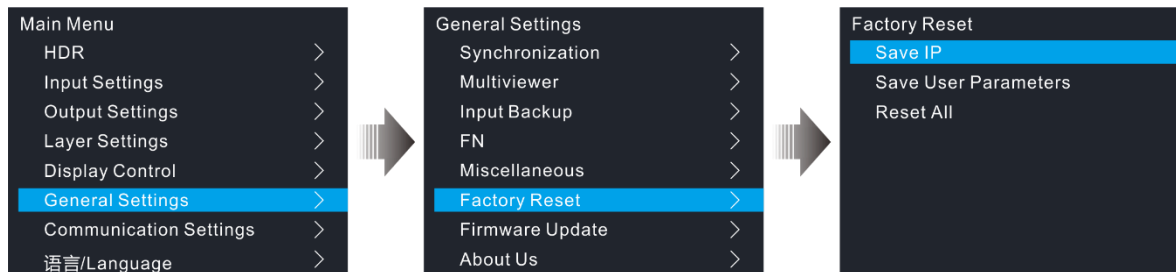 Main Menu
HDR
Input Settings
Output Settings
Layer Settings
Display Control
General Settings
Communication Settings
语言/Language
General Settings
Synchronization
Multiviewer
Input Backup
FN
Miscellaneous
Factory Reset
Firmware Update
About Us
Factory Reset
Save IP
Save User Parameters
Reset All